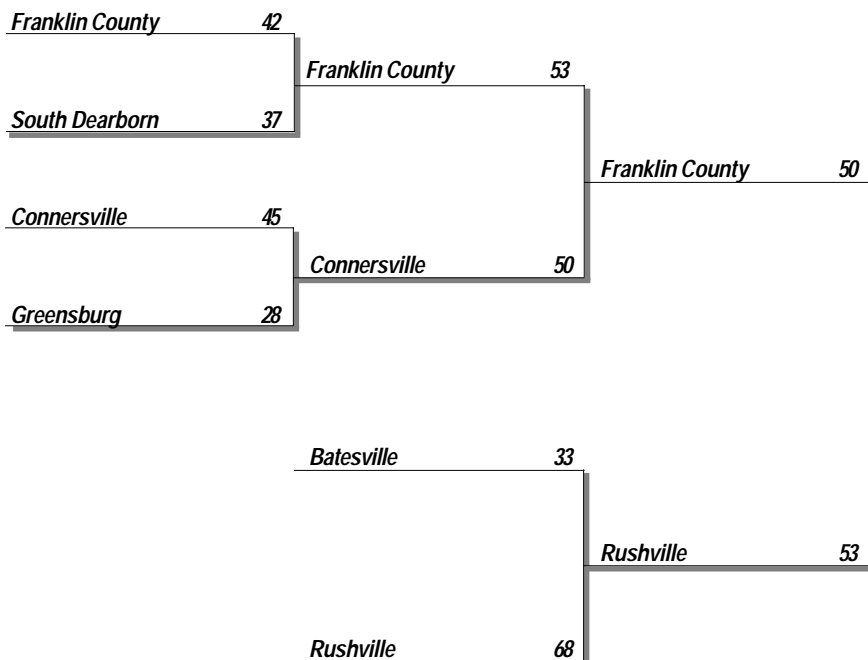 Franklin County 42
Franklin County 53
South Dearborn 37
Franklin County 50
Connersville 45
Connersville 50
Greensburg 28
Batesville 33
Rushville 53
Rushville 68